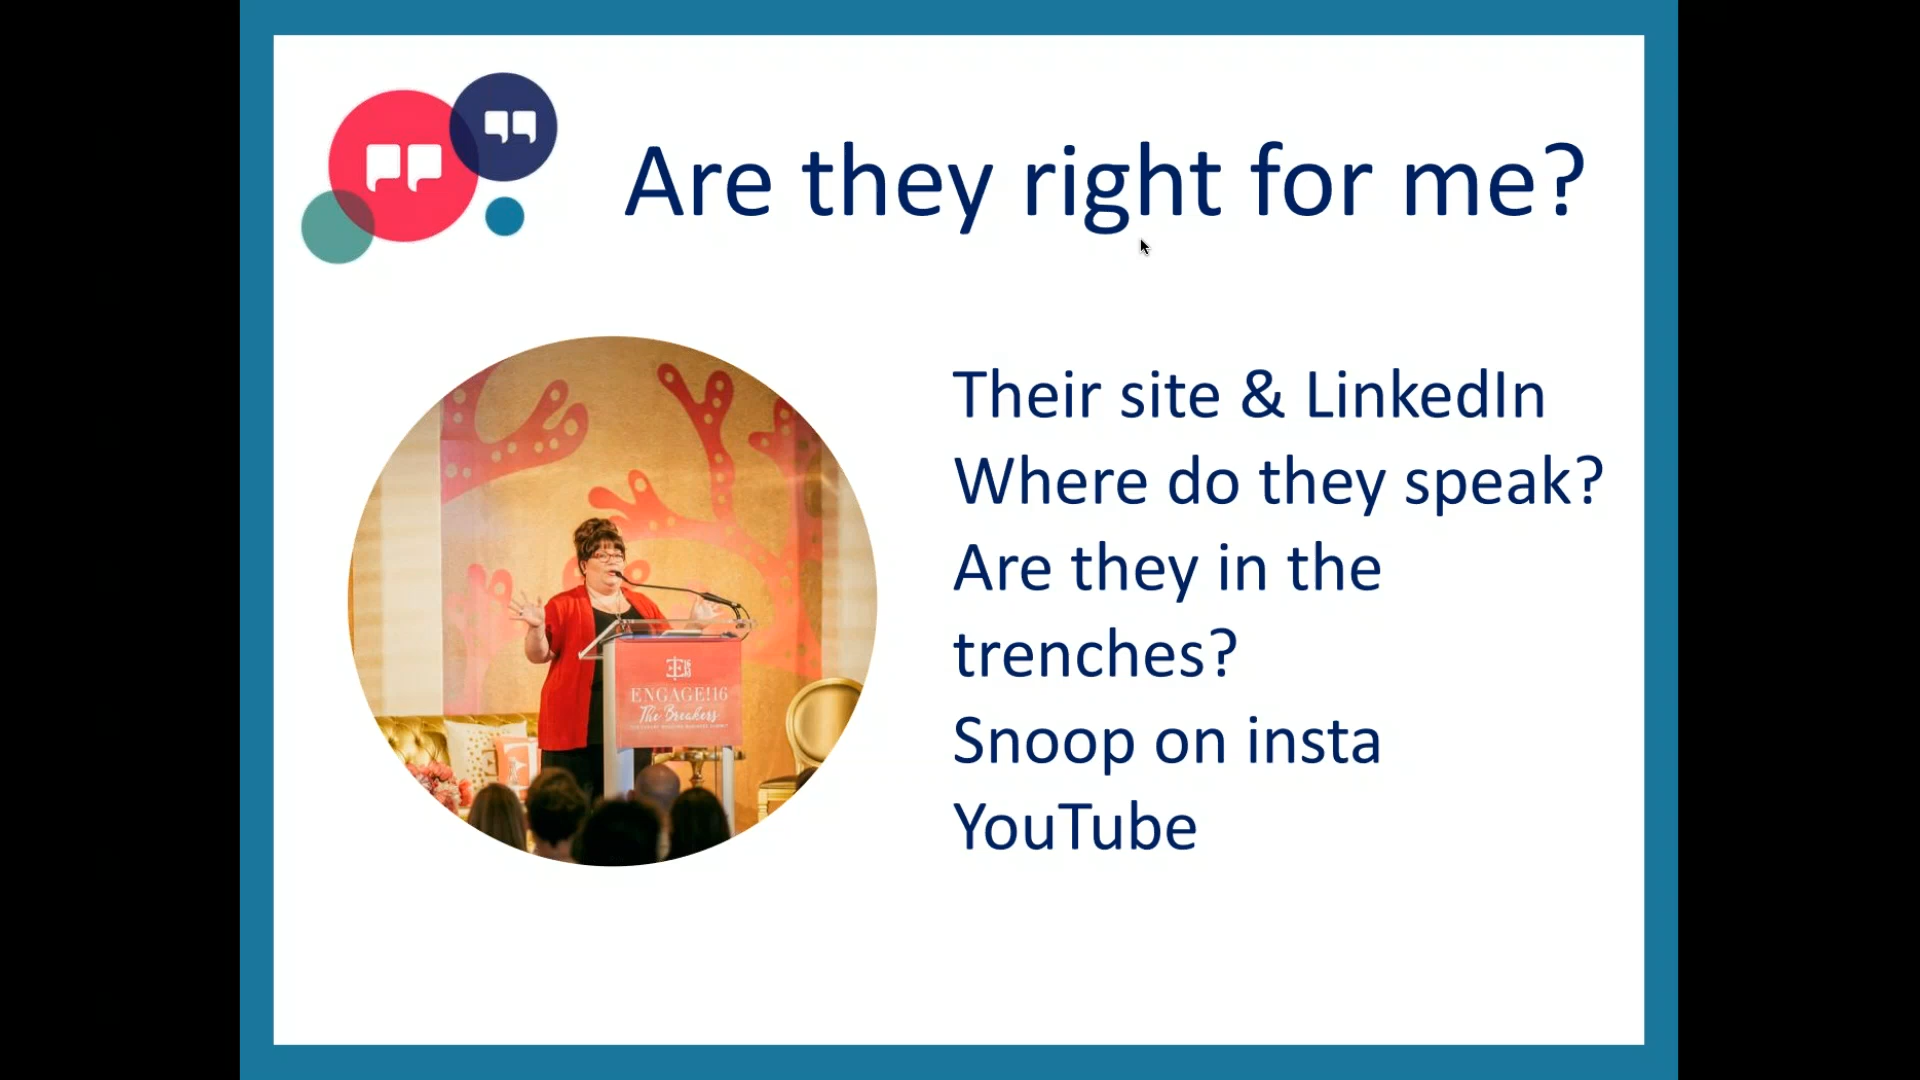 Are they right for me?
Their site & LinkedIn
Where do they speak?
Are they in the
trenches?
Snoop on insta
YouTube
ENGAGE!16
The Breakers